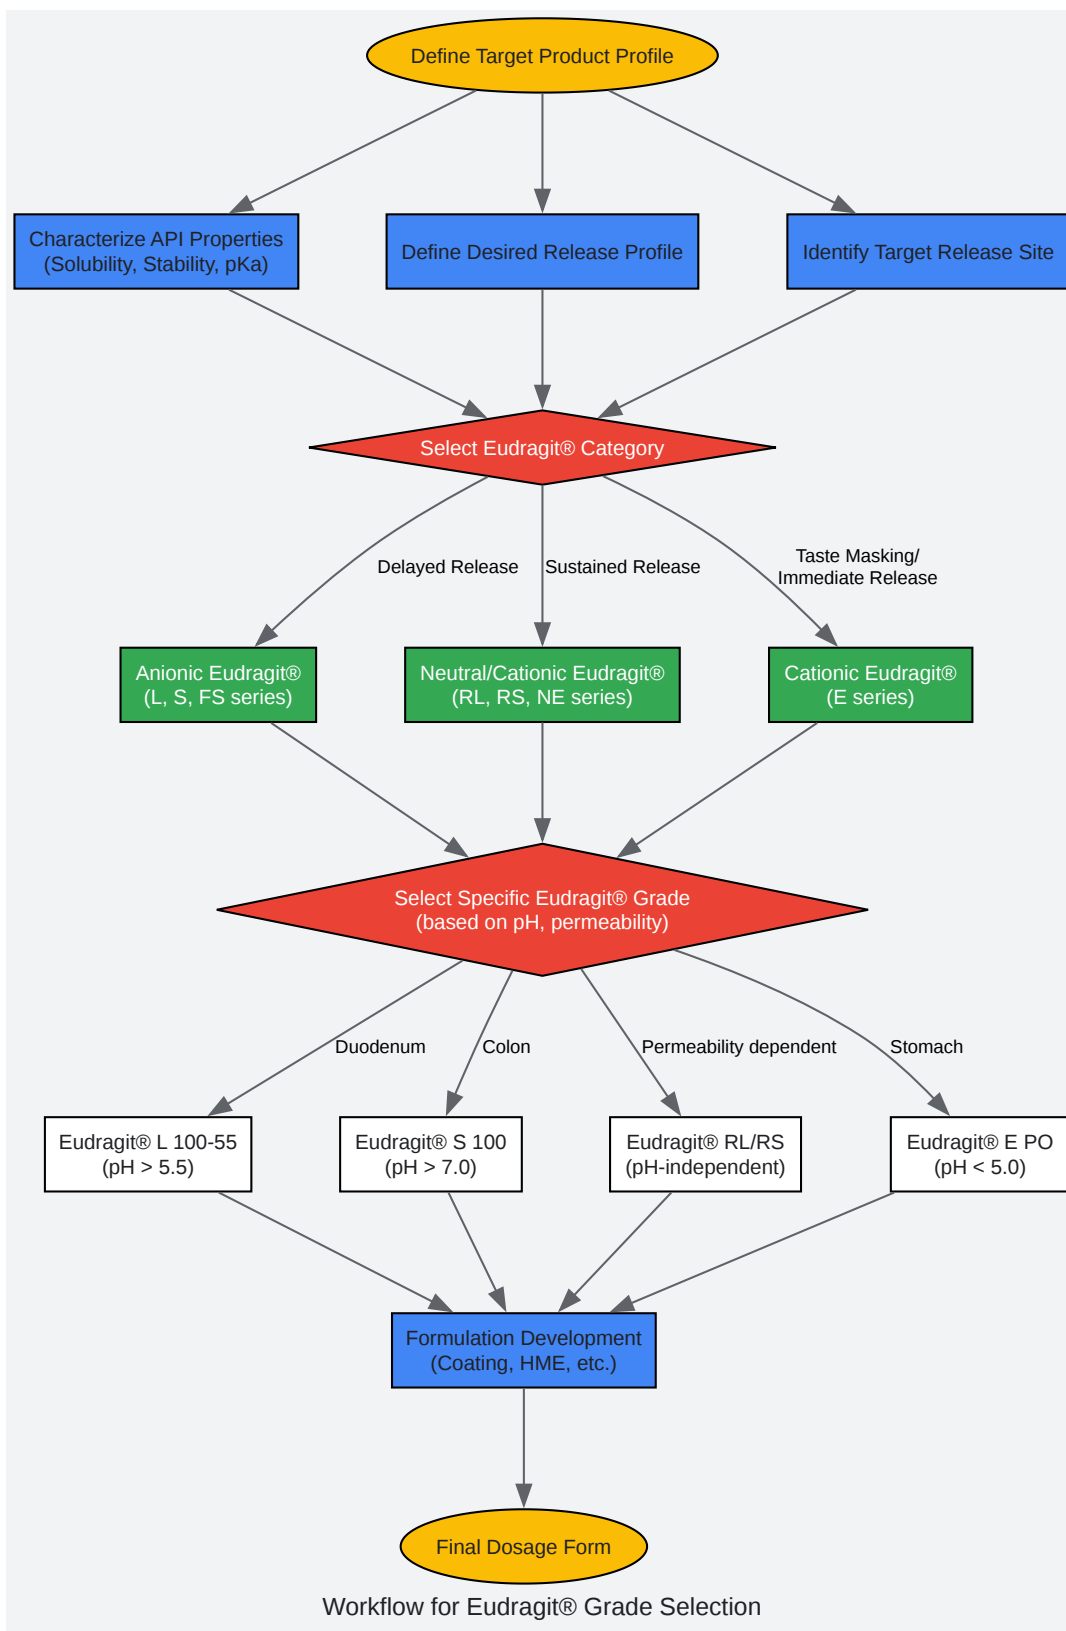 Define Target Product Profile
Characterize API Properties
(Solubility, Stability, pKa)
Define Desired Release Profile
Identify Target Release Site
Select Eudragit® Category
Delayed Release
Sustained Release
Taste Masking/
Immediate Release
Anionic Eudragit®
(L, S, FS series)
Neutral/Cationic Eudragit®
(RL, RS, NE series)
Cationic Eudragit®
(E series)
Select Specific Eudragit® Grade
(based on pH, permeability)
Duodenum
Colon
Permeability dependent
Stomach
Eudragit® L 100-55
(pH > 5.5)
Eudragit® S 100
(pH > 7.0)
Eudragit® RL/RS
(pH-independent)
Eudragit® E PO
(pH < 5.0)
Formulation Development
(Coating, HME, etc.)
Final Dosage Form
Workflow for Eudragit® Grade Selection